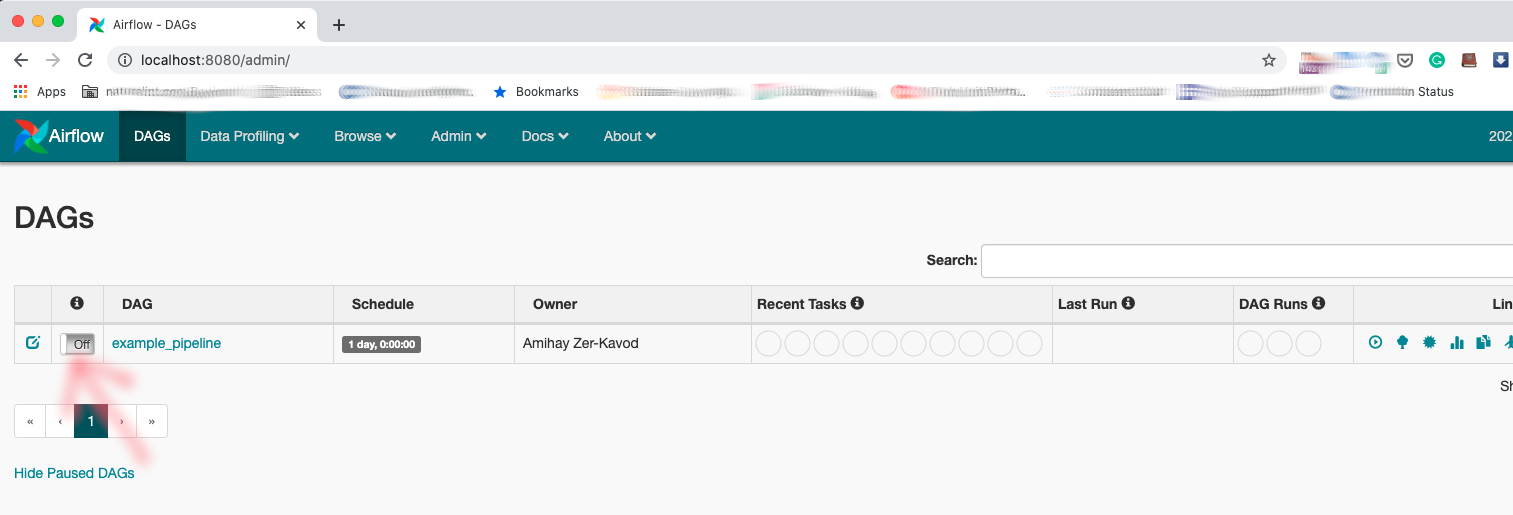 Airflow - DAGs
localhost:8080/admin/
Apps
Bookmarks
Status
Airflow DAGs Data Profiling Browse Admin Docs About 202
DAGs
Search:
DAG Schedule Owner Recent Tasks Last Run DAG Runs Lin
Off example_pipeline 1 day, 0:00:00 Amihay Zer-Kavod
Sh
« ‹ 1 › »
Hide Paused DAGs